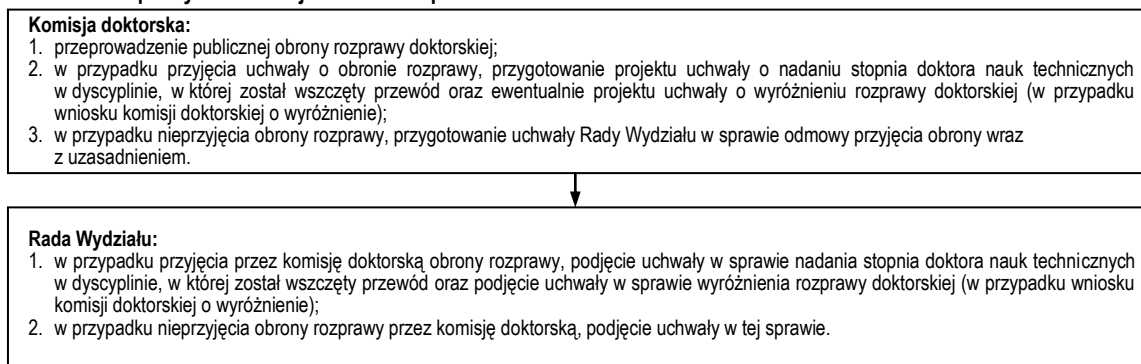 Komisja doktorska:
1. przeprowadzenie publicznej obrony rozprawy doktorskiej;
2. w przypadku przyjęcia uchwały o obronie rozprawy, przygotowanie projektu uchwały o nadaniu stopnia doktora nauk technicznych
w dyscyplinie, w której został wszczęty przewód oraz ewentualnie projektu uchwały o wyróżnieniu rozprawy doktorskiej (w przypadku
wniosku komisji doktorskiej o wyróżnienie);
3. w przypadku nieprzyjęcia obrony rozprawy, przygotowanie uchwały Rady Wydziału w sprawie odmowy przyjęcia obrony wraz
z uzasadnieniem.
Rada Wydziału:
1. w przypadku przyjęcia przez komisję doktorską obrony rozprawy, podjęcie uchwały w sprawie nadania stopnia doktora nauk technicznych
w dyscyplinie, w której został wszczęty przewód oraz podjęcie uchwały w sprawie wyróżnienia rozprawy doktorskiej (w przypadku wniosku
komisji doktorskiej o wyróżnienie);
2. w przypadku nieprzyjęcia obrony rozprawy przez komisję doktorską, podjęcie uchwały w tej sprawie.